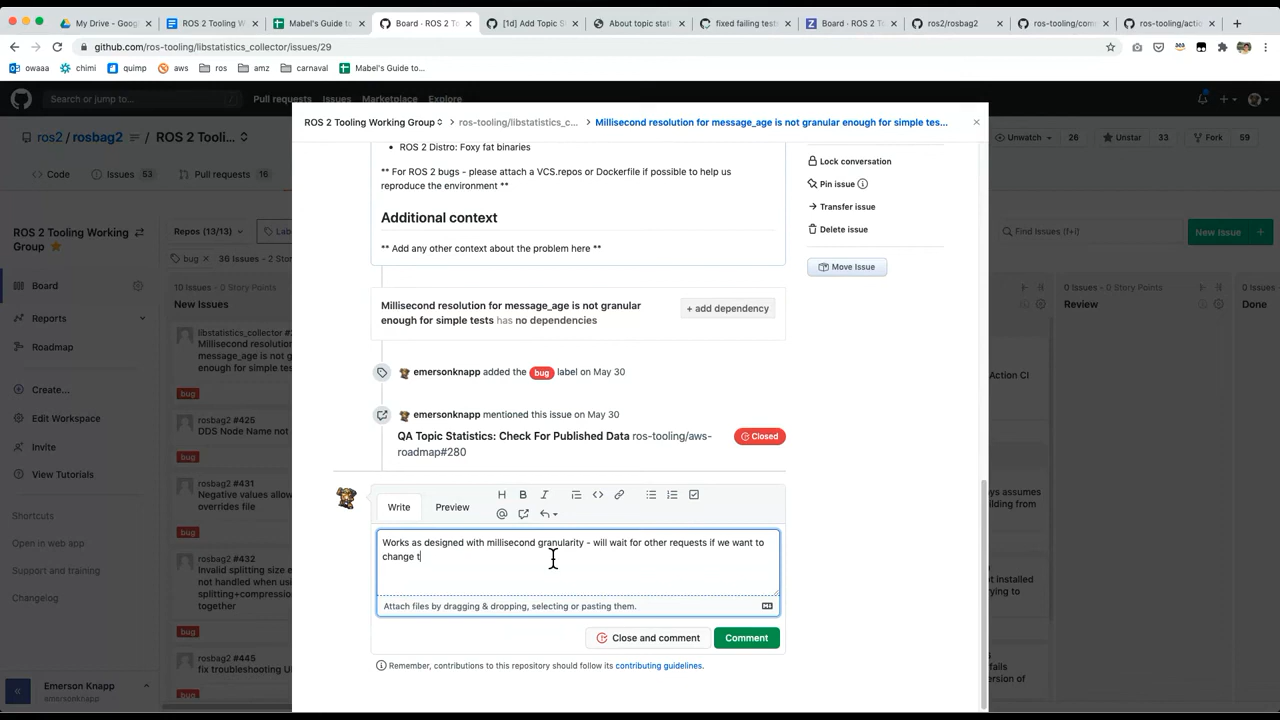 My Drive - Goog
ROS 2 Tooling W
Mabel's Guide to
Board · ROS 2 T
[1d] Add Topic S
About topic stati
fixed failing tests
Board · ROS 2 T
ros2/rosbag2
ros-tooling/com
ros-tooling/actio
github.com/ros-tooling/libstatistics_collector/issues/29
owaaa
chimi
quimp
aws
ros
amz
carnaval
Mabel's Guide to...
Search or jump to...
/
Pull requests
Issues
Marketplace
Explore
ros2 / rosbag2
ROS 2 Tooli...
Unwatch
26
Unstar
33
Fork
59
Code
Issues 53
Pull requests 16
ROS 2 Tooling Working
Group
Board
Reports
Roadmap
Create...
Edit Workspace
Invite
View Tutorials
Shortcuts
Open in web app
Support and training
Changelog
Emerson Knapp
emersonknapp
Repos (13/13)
bug
36 Issues · 2 Stor
10 Issues · 0 Story Points
New Issues
libstatistics_collector #2
Millisecond resolution fo
message_age is not gr
enough for simple tests
bug
rosbag2 #425
DDS Node Name not
bug
rosbag2 #431
Negative values allow
overrides file
bug
rosbag2 #432
Invalid splitting size e
not handled when usi
splitting+compression
together
bug
rosbag2 #445
fix troubleshooting U
bug
ROS 2 Tooling Working Group
ros-tooling/libstatistics_c...
Millisecond resolution for message_age is not granular enough for simple tes...
ROS 2 Distro: Foxy fat binaries
** For ROS 2 bugs - please attach a VCS.repos or Dockerfile if possible to help us
reproduce the environment **
Additional context
** Add any other context about the problem here **
Millisecond resolution for message_age is not granular
enough for simple tests has no dependencies
+ add dependency
emersonknapp added the bug label on May 30
emersonknapp mentioned this issue on May 30
QA Topic Statistics: Check For Published Data ros-tooling/aws-
roadmap#280
Closed
Write
Preview
Works as designed with millisecond granularity - will wait for other requests if we want to
change t
Attach files by dragging & dropping, selecting or pasting them.
Close and comment
Comment
Remember, contributions to this repository should follow its contributing guidelines.
Lock conversation
Pin issue
Transfer issue
Delete issue
Move Issue
Find Issues (f+i)
New Issue
0 Issues · 0 Story Points
Review
0 Issues · 0
Done
Action CI
ys assumes
uilding from
not installed
rying to
fails
ersion of